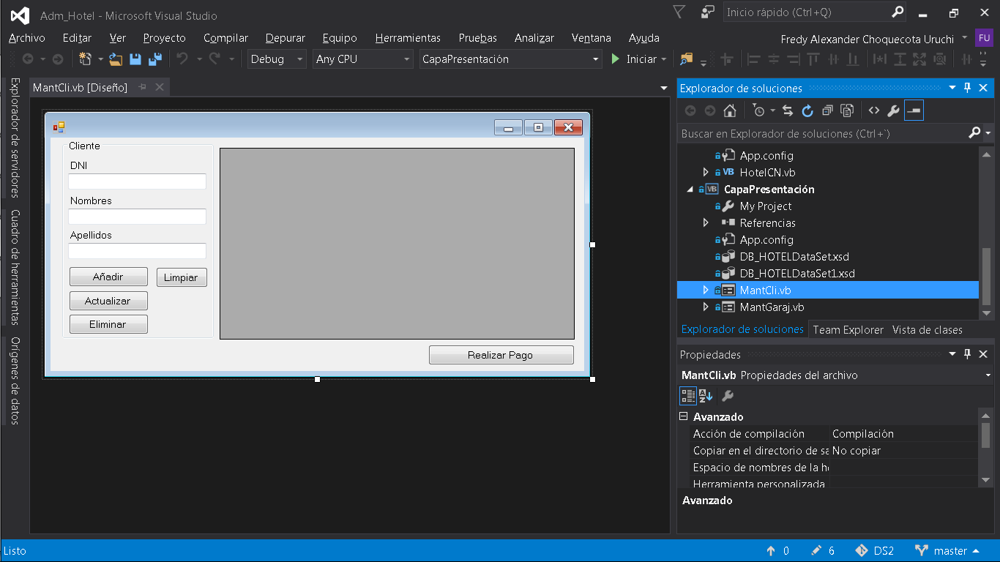 Adm_Hotel - Microsoft Visual Studio
Inicio rápido (Ctrl+Q)
Archivo Editar Ver Proyecto Compilar Depurar Equipo Herramientas Pruebas Analizar Ventana Ayuda
Fredy Alexander Choquecota Uruchi FU
Debug Any CPU CapaPresentación Iniciar
Explorador de servidores
Cuadro de herramientas
Orígenes de datos
MantCli.vb [Diseño]
Cliente
DNI
Nombres
Apellidos
Añadir Limpiar
Actualizar
Eliminar
Realizar Pago
Explorador de soluciones
Buscar en Explorador de soluciones (Ctrl+`)
App.config
VB HotelCN.vb
VB CapaPresentación
My Project
Referencias
App.config
DB_HOTELDataSet.xsd
DB_HOTELDataSet1.xsd
MantCli.vb
MantGaraj.vb
Explorador de soluciones Team Explorer Vista de clases
Propiedades
MantCli.vb Propiedades del archivo
Avanzado
Acción de compilación Compilación
Copiar en el directorio de sa No copiar
Espacio de nombres de la he
Herramienta personalizada
Avanzado
Listo 0 6 DS2 master